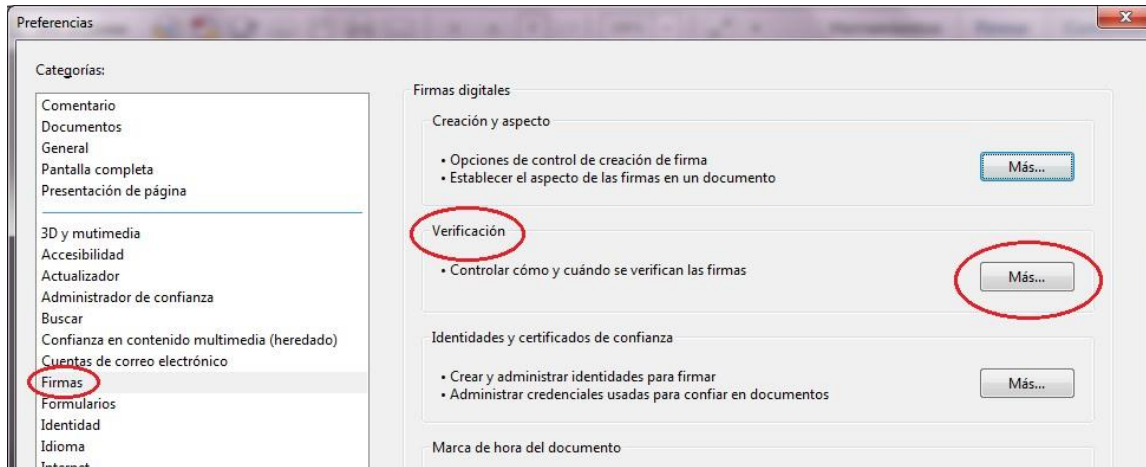 Preferencias
Categorías:
Comentario
Documentos
General
Pantalla completa
Presentación de página
3D y mutimedia
Accesibilidad
Actualizador
Administrador de confianza
Buscar
Confianza en contenido multimedia (heredado)
Cuentas de correo electrónico
Firmas
Formularios
Identidad
Idioma
Internet
Firmas digitales
Creación y aspecto
• Opciones de control de creación de firma
• Establecer el aspecto de las firmas en un documento
Más...
Verificación
• Controlar cómo y cuándo se verifican las firmas
Más...
Identidades y certificados de confianza
• Crear y administrar identidades para firmar
• Administrar credenciales usadas para confiar en documentos
Más...
Marca de hora del documento